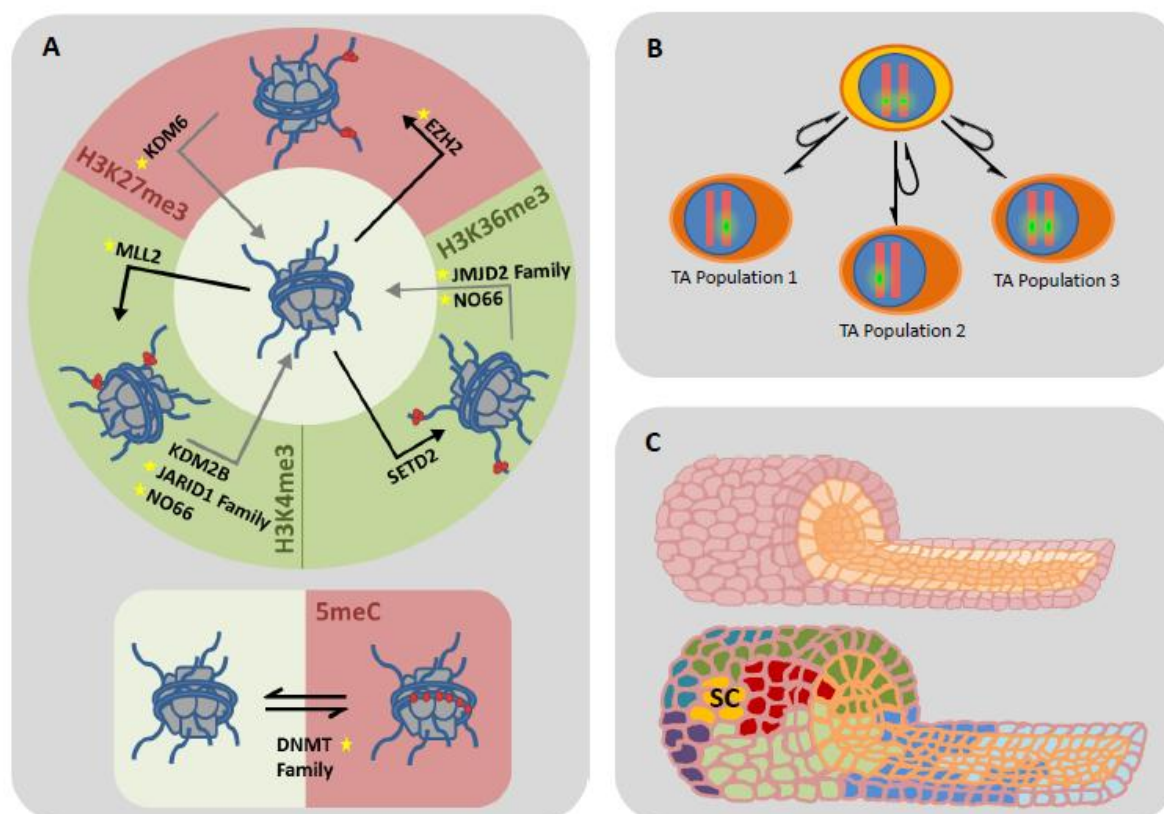 A
KDM6
EZH2
H3K27me3
H3K36me3
MLL2
JMJD2 Family
NO66
KDM2B
JARID1 Family
NO66
H3K4me3
SETD2
5meC
DNMT
Family
B
TA Population 1
TA Population 2
TA Population 3
C
SC